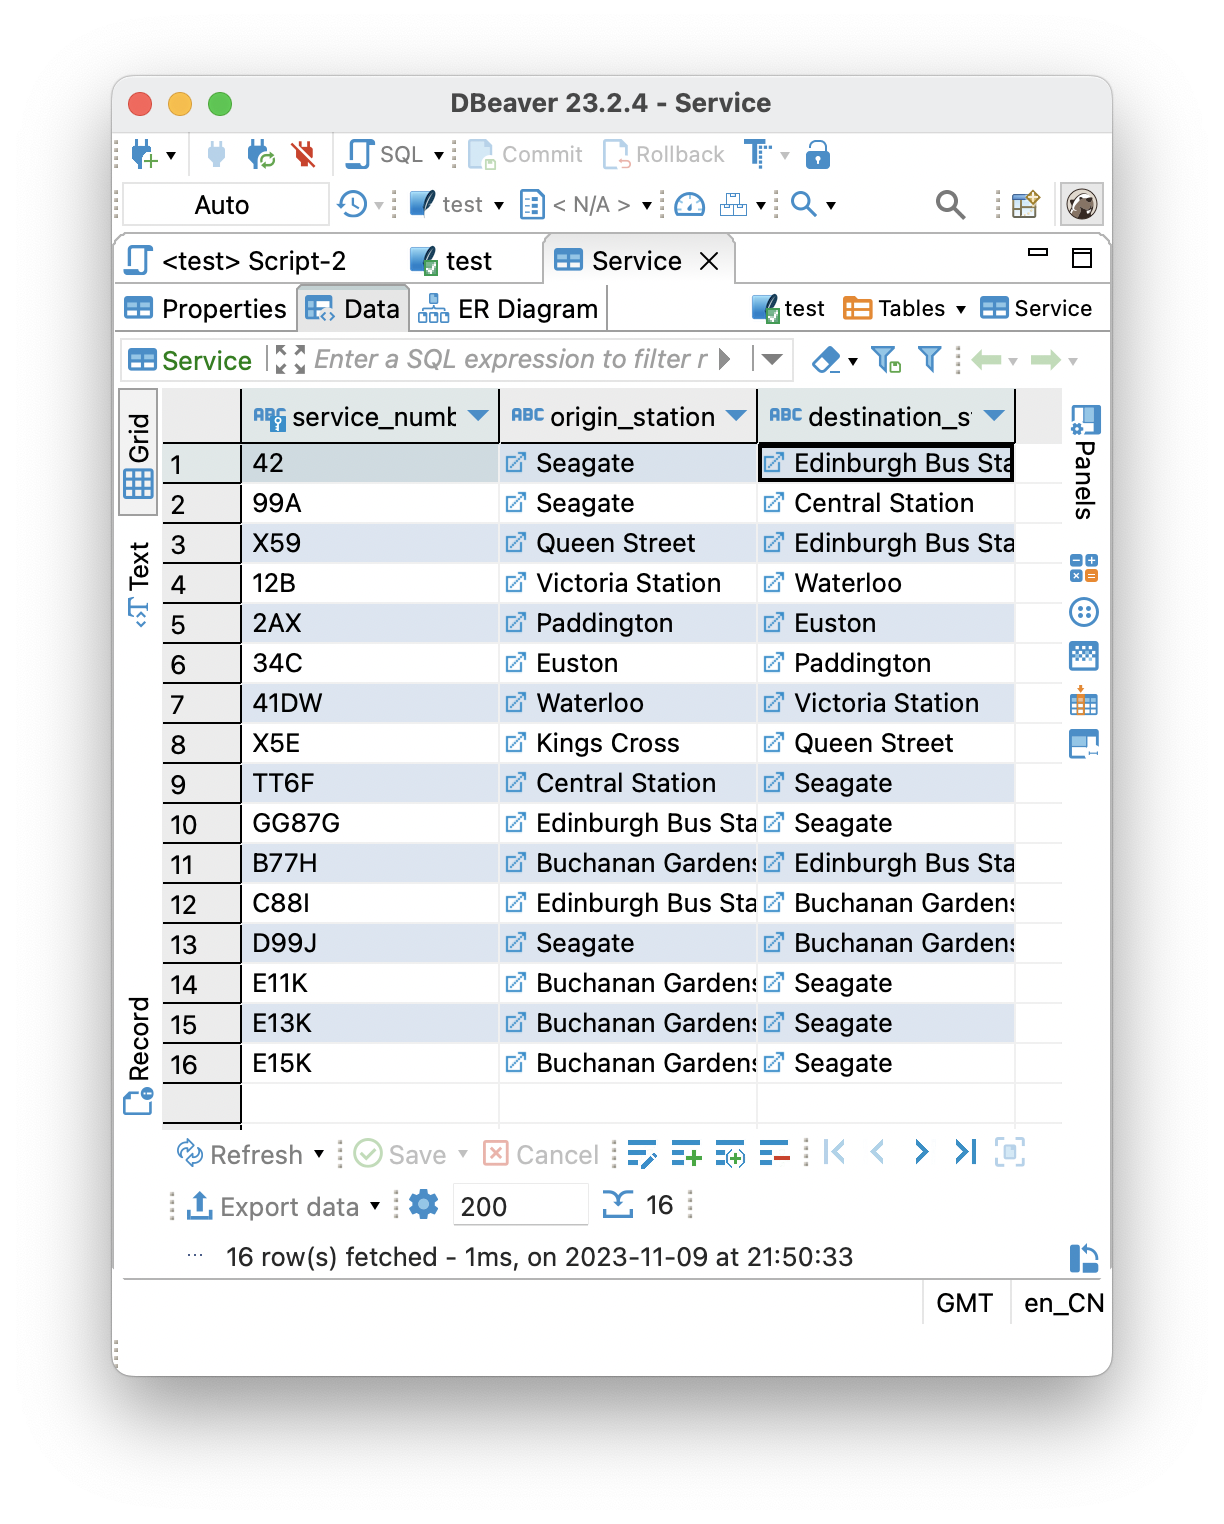 DBeaver 23.2.4 - Service
SQL Commit Rollback
Auto test < N/A >
<test> Script-2 test Service
Properties Data ER Diagram test Tables Service
Service Enter a SQL expression to filter r
ABC service_numb ABC origin_station ABC destination_s
Grid
Text
Record
Panels
1 42 Seagate Edinburgh Bus Sta
2 99A Seagate Central Station
3 X59 Queen Street Edinburgh Bus Sta
4 12B Victoria Station Waterloo
5 2AX Paddington Euston
6 34C Euston Paddington
7 41DW Waterloo Victoria Station
8 X5E Kings Cross Queen Street
9 TT6F Central Station Seagate
10 GG87G Edinburgh Bus Sta Seagate
11 B77H Buchanan Gardens Edinburgh Bus Sta
12 C88I Edinburgh Bus Sta Buchanan Gardens
13 D99J Seagate Buchanan Gardens
14 E11K Buchanan Gardens Seagate
15 E13K Buchanan Gardens Seagate
16 E15K Buchanan Gardens Seagate
Refresh Save Cancel
Export data 200 16
16 row(s) fetched - 1ms, on 2023-11-09 at 21:50:33
GMT en_CN